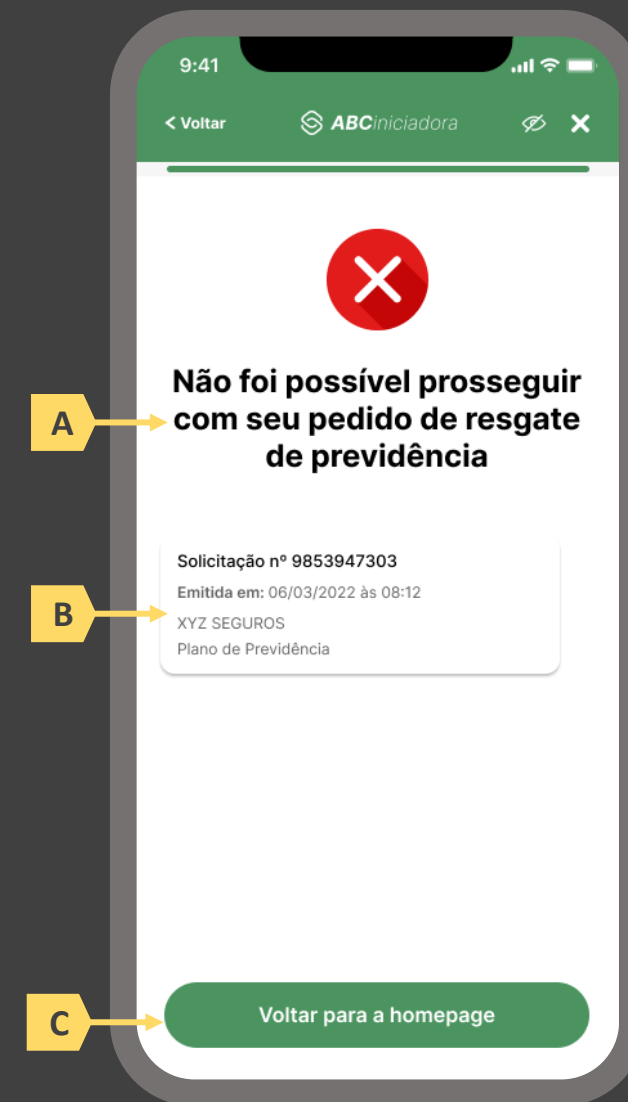 9:41
< Voltar
ABCiniciadora
Não foi possível prosseguir
com seu pedido de resgate
de previdência
A
Solicitação nº 9853947303
Emitida em: 06/03/2022 às 08:12
XYZ SEGUROS
Plano de Previdência
B
Voltar para a homepage
C